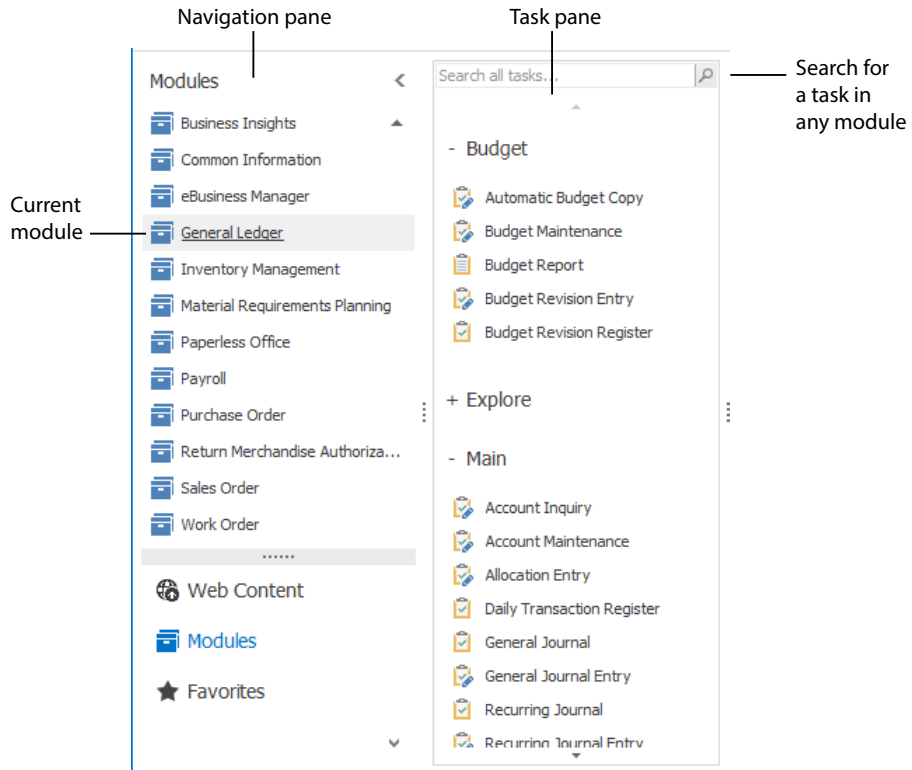 Navigation pane
Task pane
Search for
a task in
any module
Current
module
Modules
Business Insights
Common Information
eBusiness Manager
General Ledger
Inventory Management
Material Requirements Planning
Paperless Office
Payroll
Purchase Order
Return Merchandise Authoriza...
Sales Order
Work Order
Web Content
Modules
Favorites
Search all tasks...
- Budget
Automatic Budget Copy
Budget Maintenance
Budget Report
Budget Revision Entry
Budget Revision Register
+ Explore
- Main
Account Inquiry
Account Maintenance
Allocation Entry
Daily Transaction Register
General Journal
General Journal Entry
Recurring Journal
Recurring Journal Entry